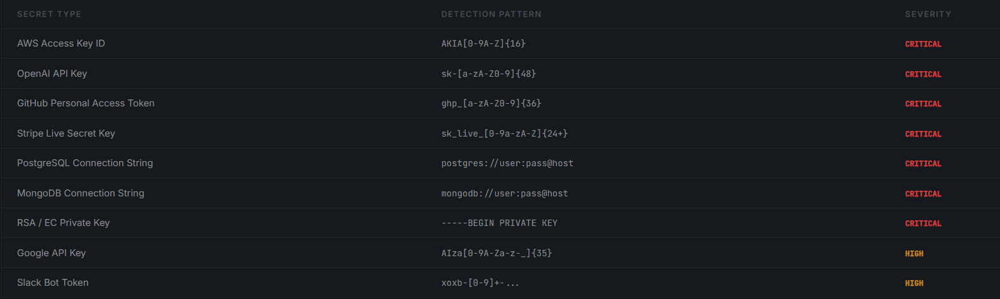 SECRET TYPE DETECTION PATTERN SEVERITY
AWS Access Key ID AKIA[0-9A-Z]{16} CRITICAL
OpenAI API Key sk-[a-zA-Z0-9]{48} CRITICAL
GitHub Personal Access Token ghp_[a-zA-Z0-9]{36} CRITICAL
Stripe Live Secret Key sk_live_[0-9a-zA-Z]{24+} CRITICAL
PostgreSQL Connection String postgres://user:pass@host CRITICAL
MongoDB Connection String mongodb://user:pass@host CRITICAL
RSA / EC Private Key -----BEGIN PRIVATE KEY CRITICAL
Google API Key AIza[0-9A-Za-z-_]{35} HIGH
Slack Bot Token xoxb-[0-9]+-... HIGH